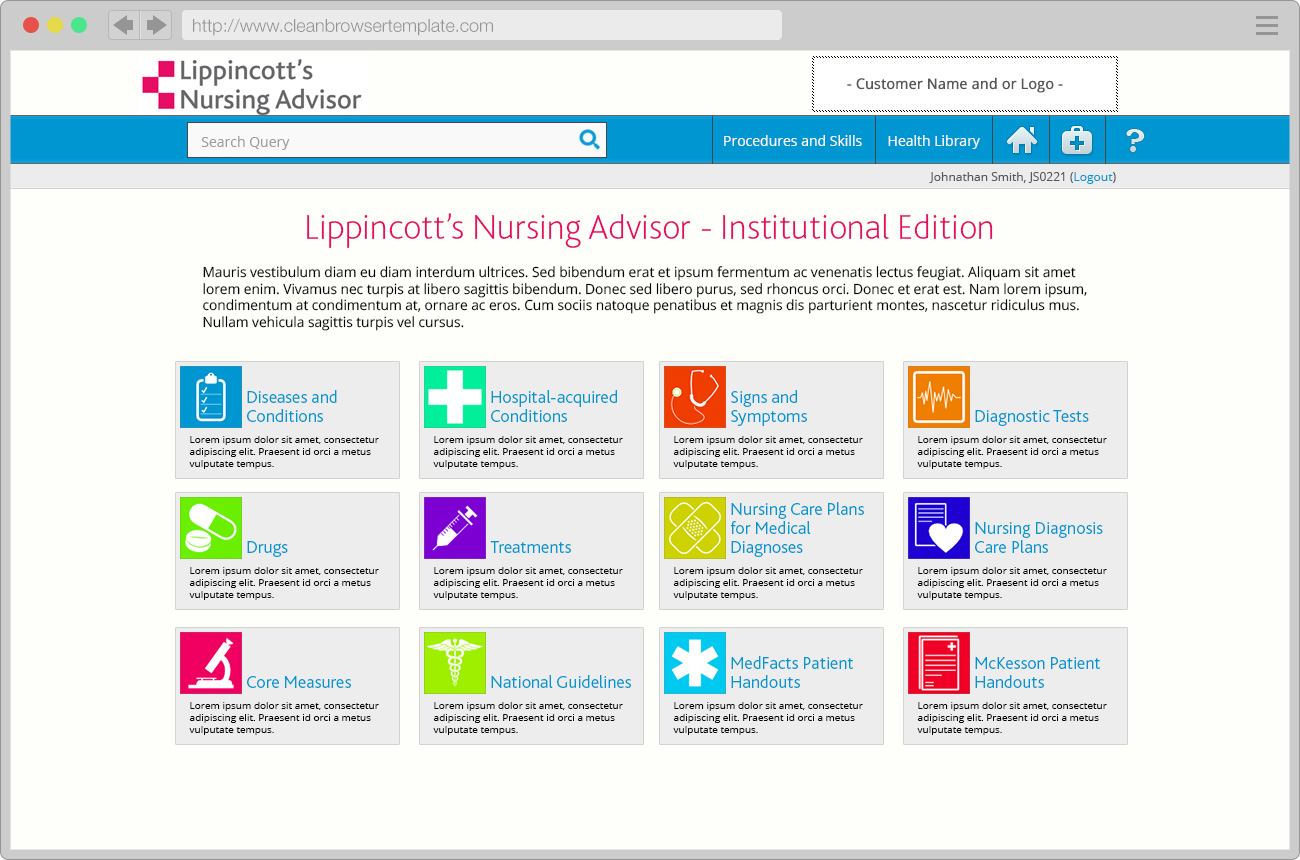 http://www.cleanbrowsertemplate.com
Lippincott’s
Nursing Advisor
- Customer Name and or Logo -
Search Query
Procedures and Skills
Health Library
?
Johnathan Smith, JS0221 (Logout)
Lippincott’s Nursing Advisor - Institutional Edition
Mauris vestibulum diam eu diam interdum ultrices. Sed bibendum erat et ipsum fermentum ac venenatis lectus feugiat. Aliquam sit amet
lorem enim. Vivamus nec turpis at libero sagittis bibendum. Donec sed libero purus, sed rhoncus orci. Donec et erat est. Nam lorem ipsum,
condimentum at condimentum at, ornare ac eros. Cum sociis natoque penatibus et magnis dis parturient montes, nascetur ridiculus mus.
Nullam vehicula sagittis turpis vel cursus.
Diseases and
Conditions
Lorem ipsum dolor sit amet, consectetur
adipiscing elit. Praesent id orci a metus
vulputate tempus.
Hospital-acquired
Conditions
Lorem ipsum dolor sit amet, consectetur
adipiscing elit. Praesent id orci a metus
vulputate tempus.
Signs and
Symptoms
Lorem ipsum dolor sit amet, consectetur
adipiscing elit. Praesent id orci a metus
vulputate tempus.
Diagnostic Tests
Lorem ipsum dolor sit amet, consectetur
adipiscing elit. Praesent id orci a metus
vulputate tempus.
Drugs
Lorem ipsum dolor sit amet, consectetur
adipiscing elit. Praesent id orci a metus
vulputate tempus.
Treatments
Lorem ipsum dolor sit amet, consectetur
adipiscing elit. Praesent id orci a metus
vulputate tempus.
Nursing Care Plans
for Medical
Diagnoses
Lorem ipsum dolor sit amet, consectetur
adipiscing elit. Praesent id orci a metus
vulputate tempus.
Nursing Diagnosis
Care Plans
Lorem ipsum dolor sit amet, consectetur
adipiscing elit. Praesent id orci a metus
vulputate tempus.
Core Measures
Lorem ipsum dolor sit amet, consectetur
adipiscing elit. Praesent id orci a metus
vulputate tempus.
National Guidelines
Lorem ipsum dolor sit amet, consectetur
adipiscing elit. Praesent id orci a metus
vulputate tempus.
MedFacts Patient
Handouts
Lorem ipsum dolor sit amet, consectetur
adipiscing elit. Praesent id orci a metus
vulputate tempus.
McKesson Patient
Handouts
Lorem ipsum dolor sit amet, consectetur
adipiscing elit. Praesent id orci a metus
vulputate tempus.